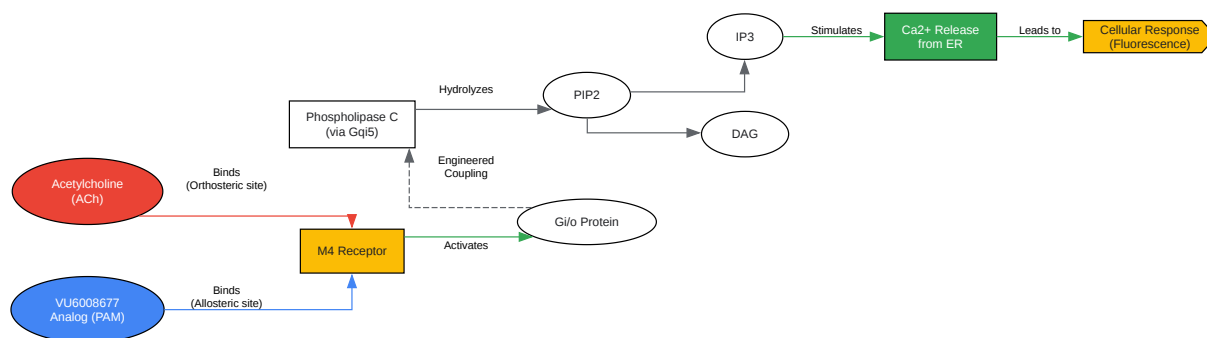 IP3
Stimulates
Ca2+ Release
from ER
Leads to
Cellular Response
(Fluorescence)
Hydrolyzes
PIP2
Phospholipase C
(via Gqi5)
DAG
Engineered
Coupling
Binds
(Orthosteric site)
Acetylcholine
(ACh)
Gi/o Protein
M4 Receptor
Activates
Binds
(Allosteric site)
VU6008677
Analog (PAM)